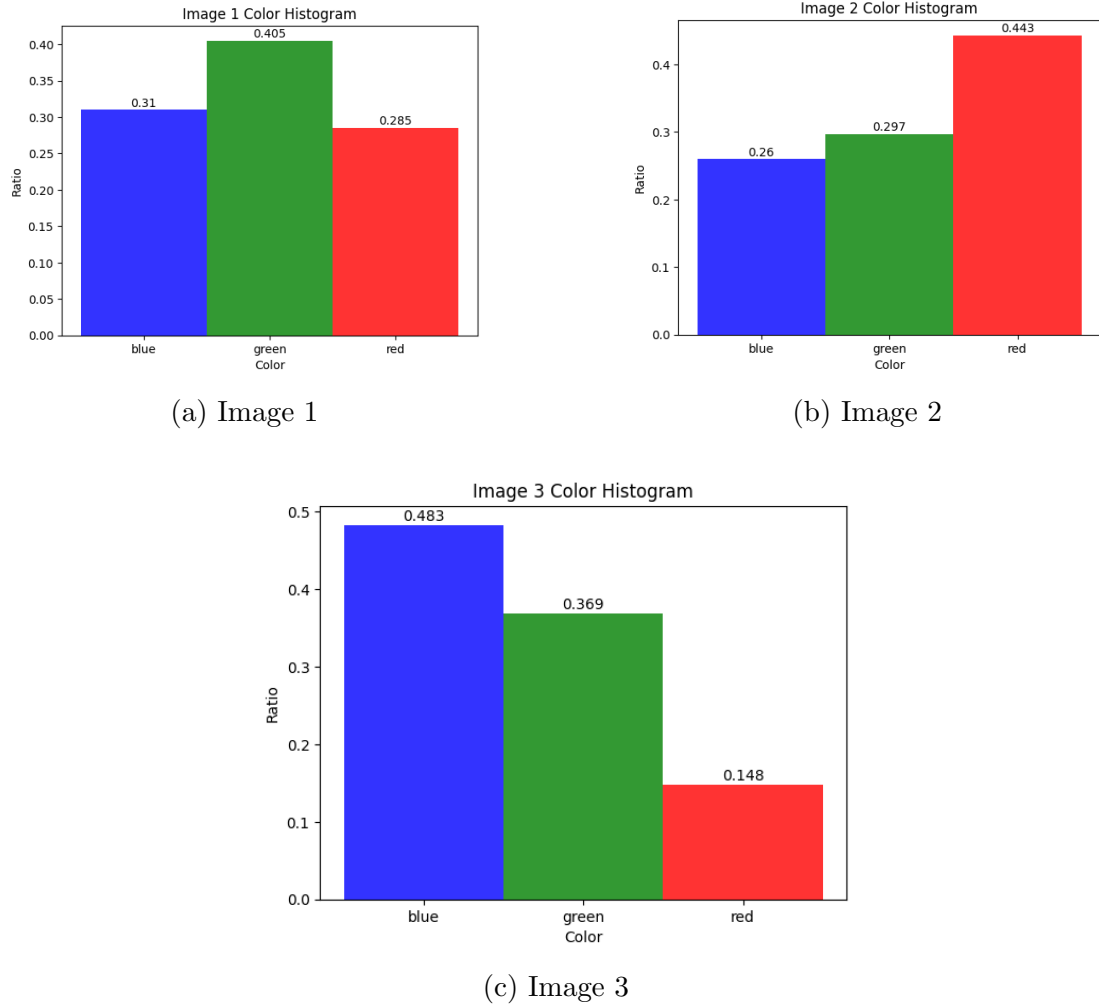 Image 1 Color Histogram
0.405
0.40
0.35
0.31
0.30
0.285
0.25
0.20
0.15
0.10
0.05
0.00
Ratio
blue green red
Color
(a) Image 1
Image 2 Color Histogram
0.443
0.4
0.297
0.3
0.26
0.2
0.1
0.0
Ratio
blue green red
Color
(b) Image 2
Image 3 Color Histogram
0.5
0.483
0.4
0.369
0.3
0.2
0.148
0.1
0.0
Ratio
blue green red
Color
(c) Image 3